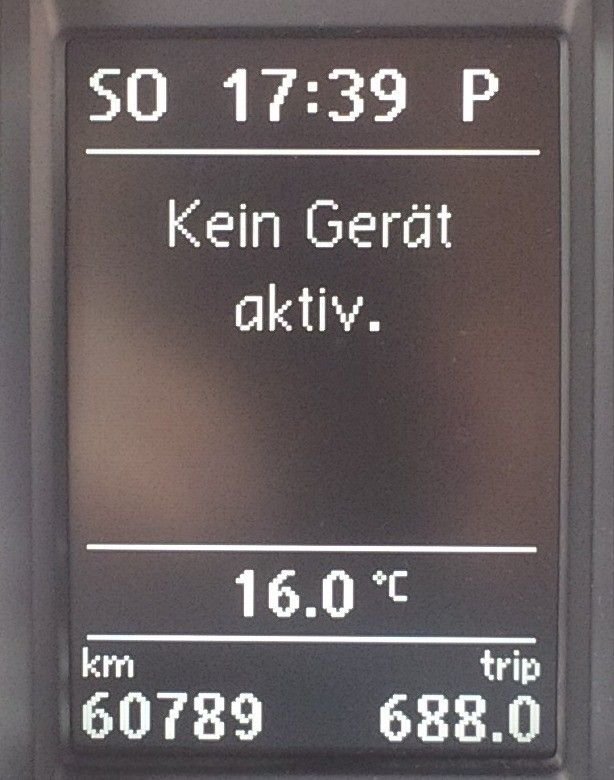 SO 17:39 P
Kein Gerät
aktiv.
16.0 °C
km trip
60789 688.0